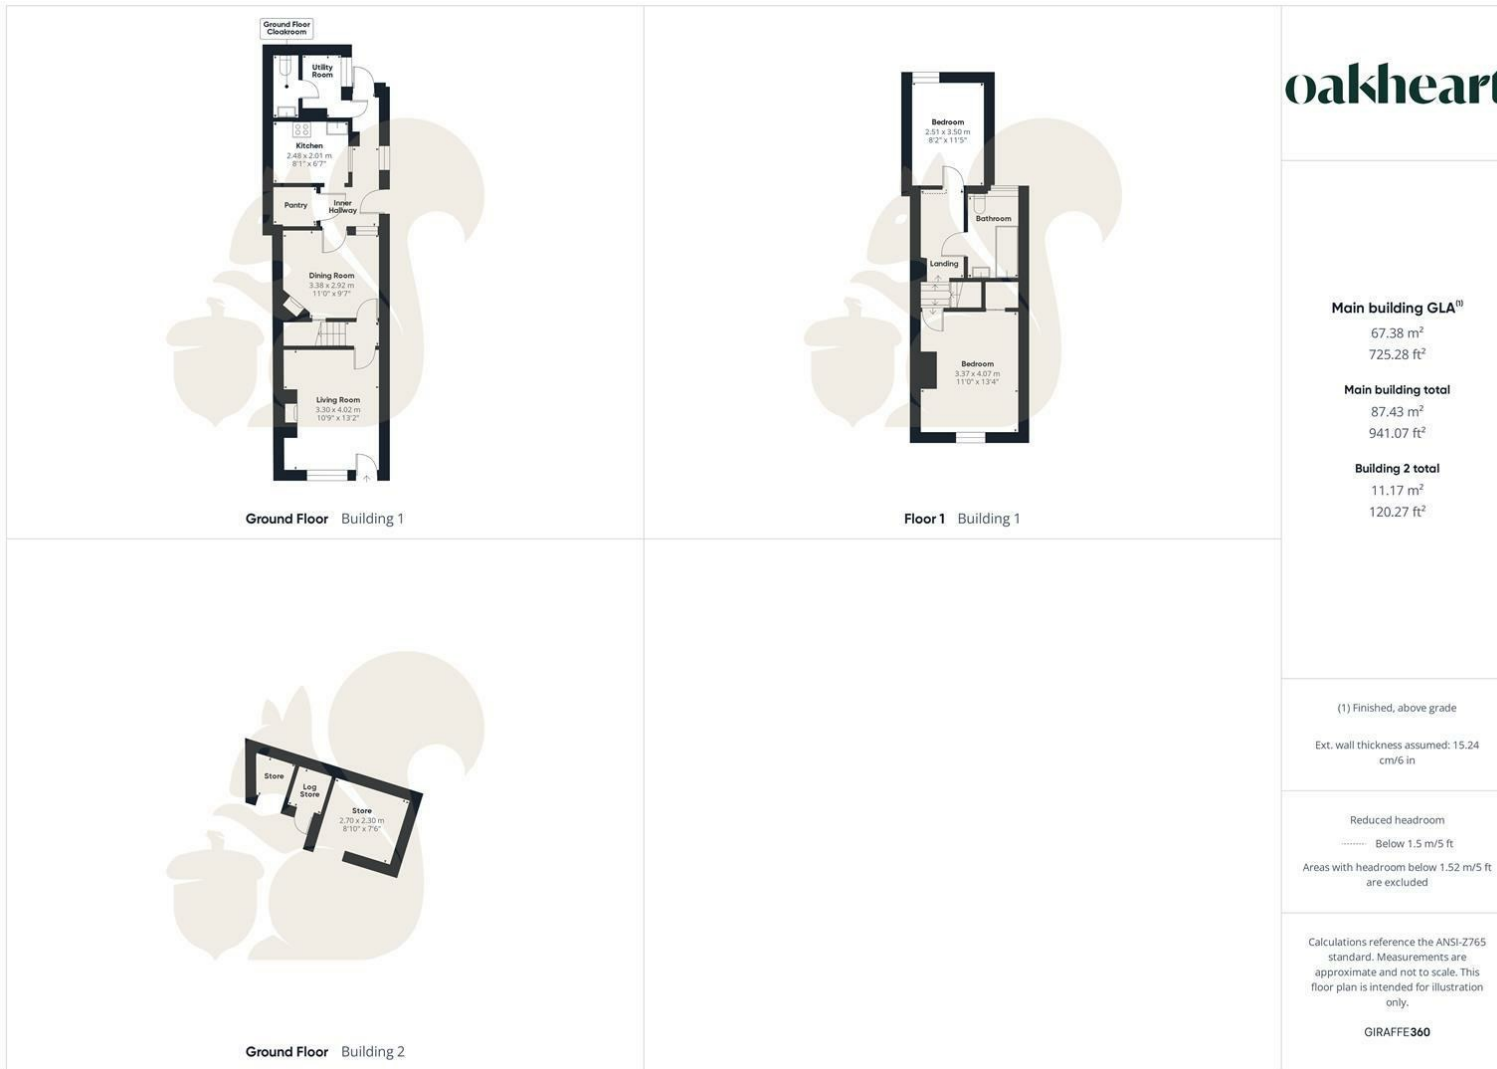 Ground Floor
Cloakroom
Utility
Room
Kitchen
2.48 x 2.01 m
8'1" x 6'7"
Pantry
Inner
Hallway
Dining Room
3.38 x 2.92 m
11'0" x 9'7"
Living Room
3.30 x 4.02 m
10'9" x 13'2"
Ground Floor Building 1
Bedroom
2.51 x 3.50 m
8'2" x 11'5"
Bathroom
Landing
Bedroom
3.37 x 4.07 m
11'0" x 13'4"
Floor 1 Building 1
Store
Log
Store
Store
2.70 x 2.30 m
8'10" x 7'6"
Ground Floor Building 2
oakheart
Main building GLA(1)
67.38 m²
725.28 ft²
Main building total
87.43 m²
941.07 ft²
Building 2 total
11.17 m²
120.27 ft²
(1) Finished, above grade
Ext. wall thickness assumed: 15.24
cm/6 in
Reduced headroom
Below 1.5 m/5 ft
Areas with headroom below 1.52 m/5 ft
are excluded
Calculations reference the ANSI-Z765
standard. Measurements are
approximate and not to scale. This
floor plan is intended for illustration
only.
GIRAFFE360